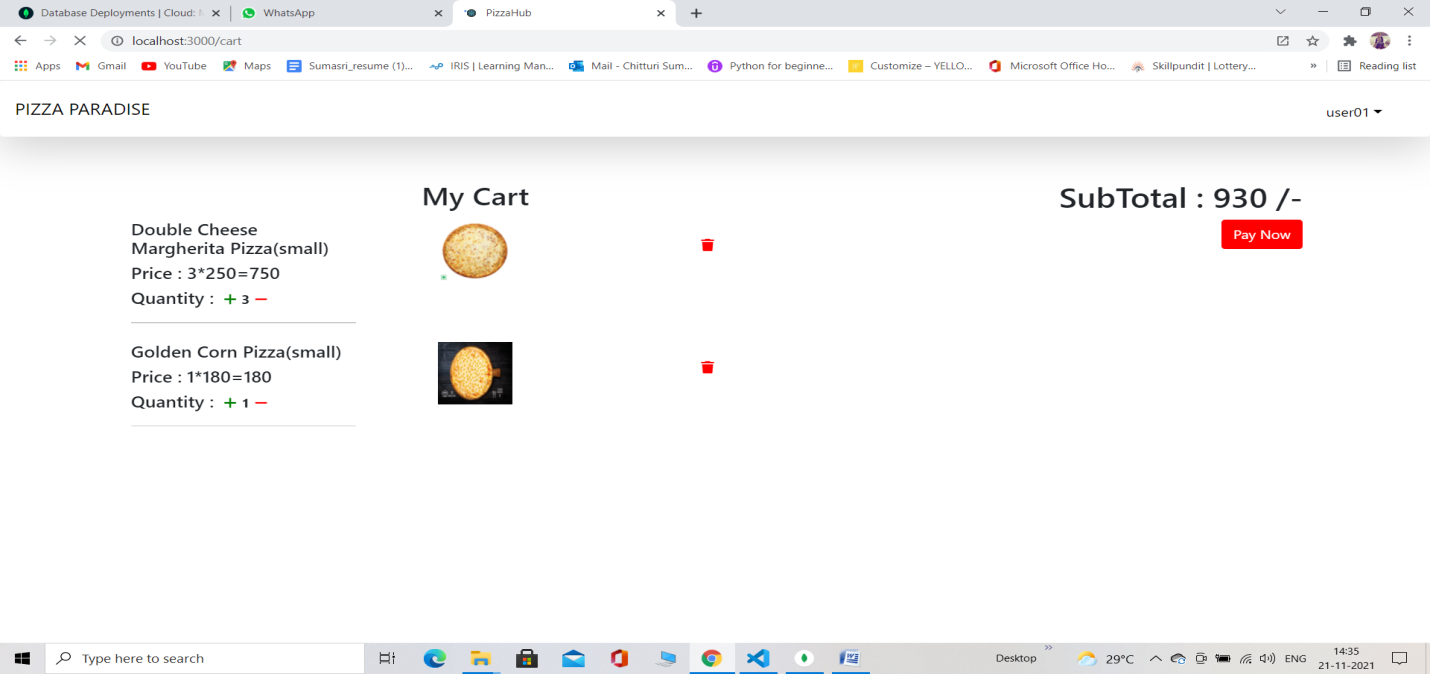 Database Deployments | Cloud: M
WhatsApp
PizzaHub
localhost:3000/cart
Apps
Gmail
YouTube
Maps
Sumasri_resume (1)...
IRIS | Learning Man...
Mail - Chitturi Sum...
Python for beginne...
Customize – YELLO...
Microsoft Office Ho...
Skillpundit | Lottery...
»
Reading list
PIZZA PARADISE
user01
My Cart
SubTotal : 930 /-
Pay Now
Double Cheese
Margherita Pizza(small)
Price : 3*250=750
Quantity : + 3 −
Golden Corn Pizza(small)
Price : 1*180=180
Quantity : + 1 −
Type here to search
Desktop
»
29°C
ENG
14:35
21-11-2021